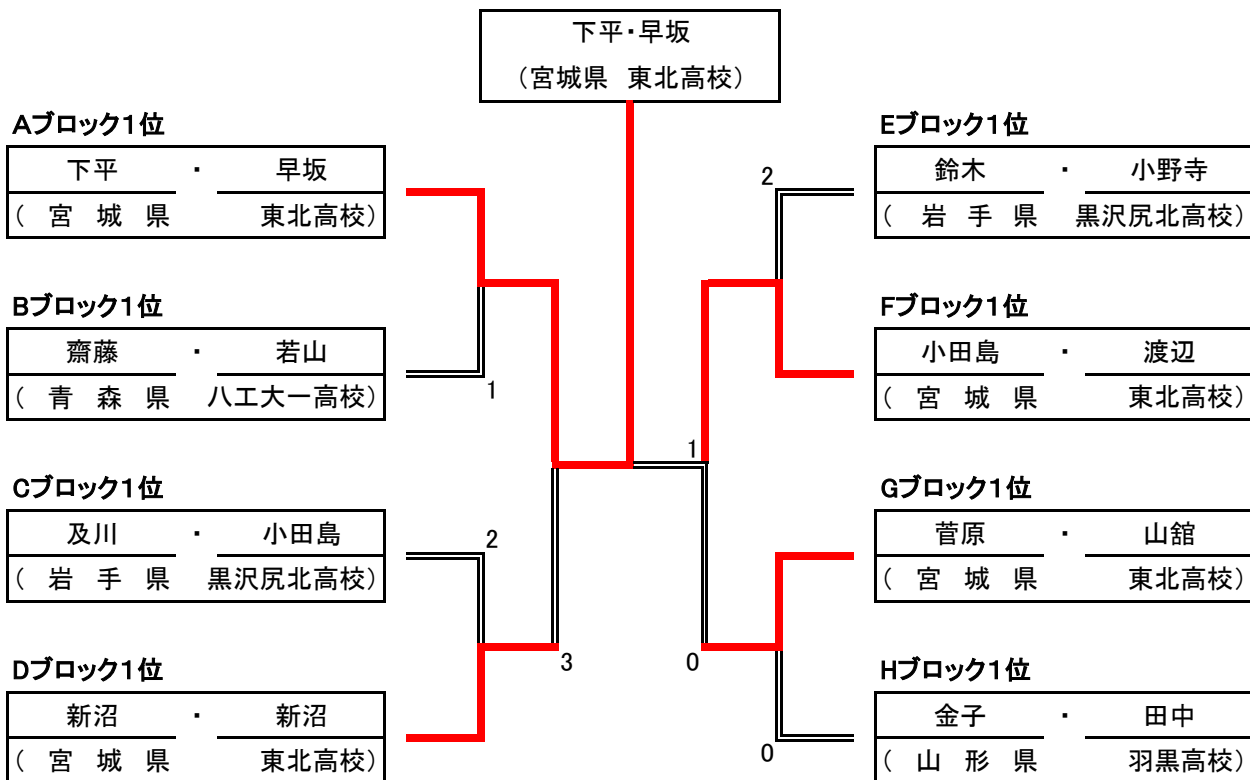 下平・早坂
（宮城県 東北高校）
Aブロック1位
下平 ・ 早坂
( 宮 城 県 東北高校)
Bブロック1位
齋藤 ・ 若山
( 青 森 県 八工大一高校)
1
Cブロック1位
及川 ・ 小田島
( 岩 手 県 黒沢尻北高校)
2
Dブロック1位
新沼 ・ 新沼
( 宮 城 県 東北高校)
3
Eブロック1位
鈴木 ・ 小野寺
( 岩 手 県 黒沢尻北高校)
2
Fブロック1位
小田島 ・ 渡辺
( 宮 城 県 東北高校)
1
Gブロック1位
菅原 ・ 山舘
( 宮 城 県 東北高校)
0
Hブロック1位
金子 ・ 田中
( 山 形 県 羽黒高校)
0